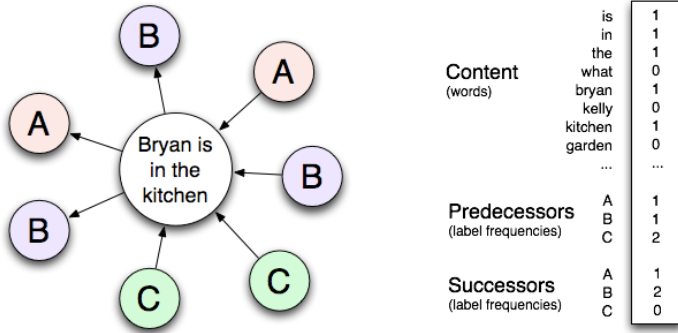 B
A
A
Bryan is
in the
kitchen
B
B
C
C
Content
(words)
is 1
in 1
the 1
what 0
bryan 1
kelly 0
kitchen 1
garden 0
... ...
Predecessors
(label frequencies)
A 1
B 1
C 2
Successors
(label frequencies)
A 1
B 2
C 0